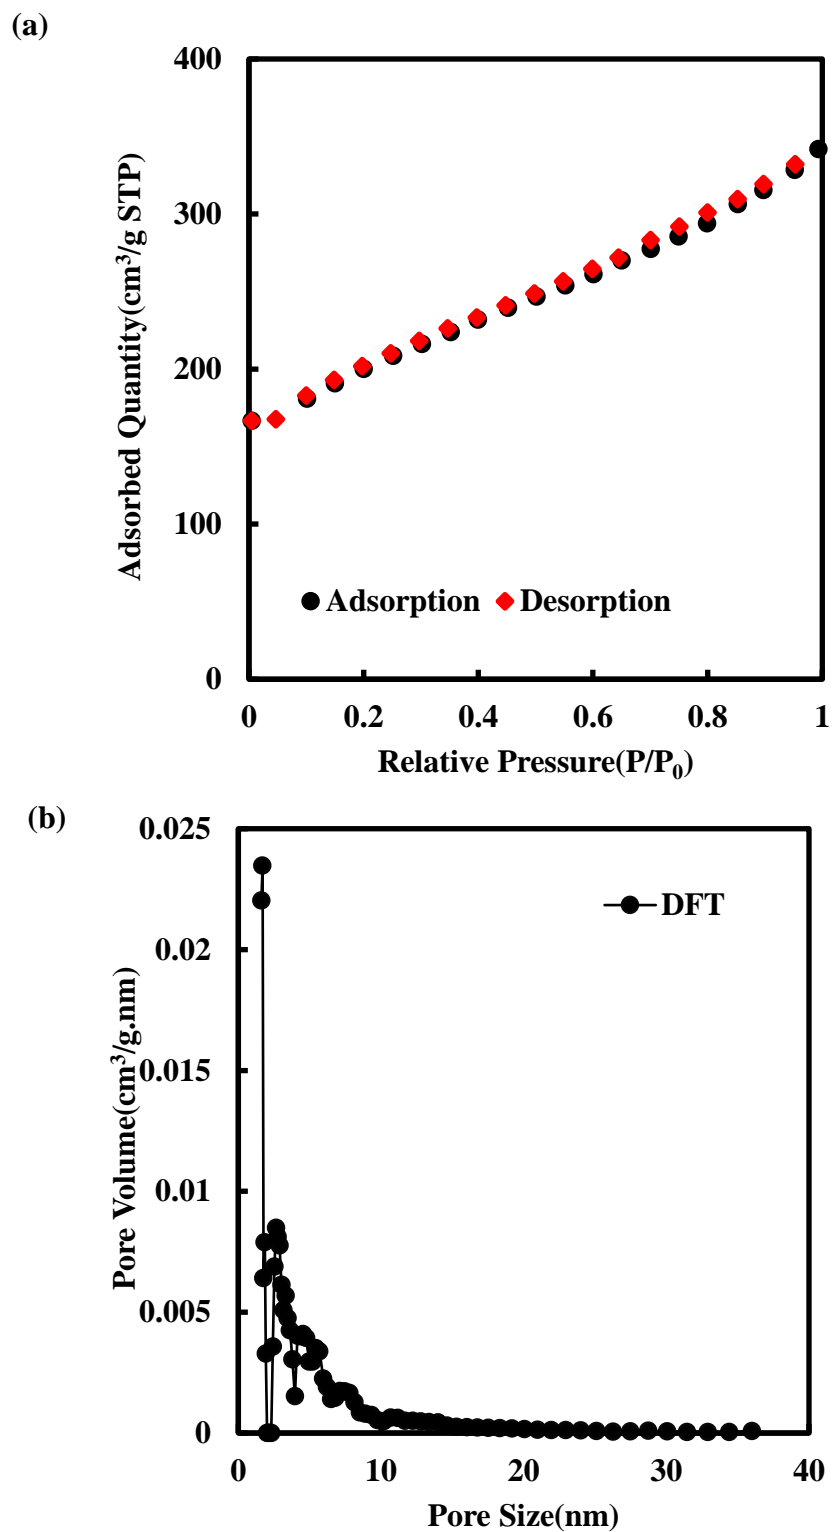 (a)
400
300
200
100
0
Adsorbed Quantity(cm³/g STP)
Adsorption
Desorption
0 0.2 0.4 0.6 0.8 1
Relative Pressure(P/P₀)
(b)
0.025
0.02
0.015
0.01
0.005
0
Pore Volume(cm³/g.nm)
DFT
0 10 20 30 40
Pore Size(nm)